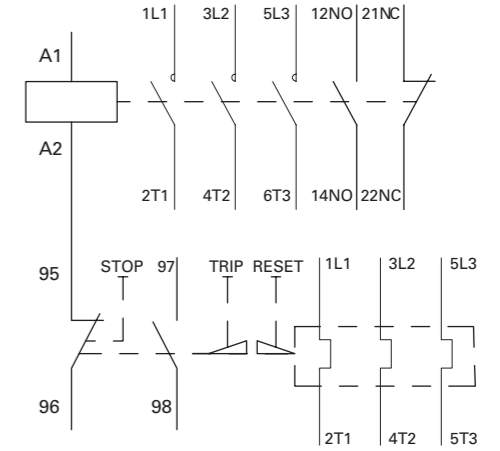 1L1 3L2 5L3 12NO 21NC
A1
A2
2T1 4T2 6T3 14NO 22NC
95 STOP 97 TRIP RESET 1L1 3L2 5L3
96 98
2T1 4T2 5T3